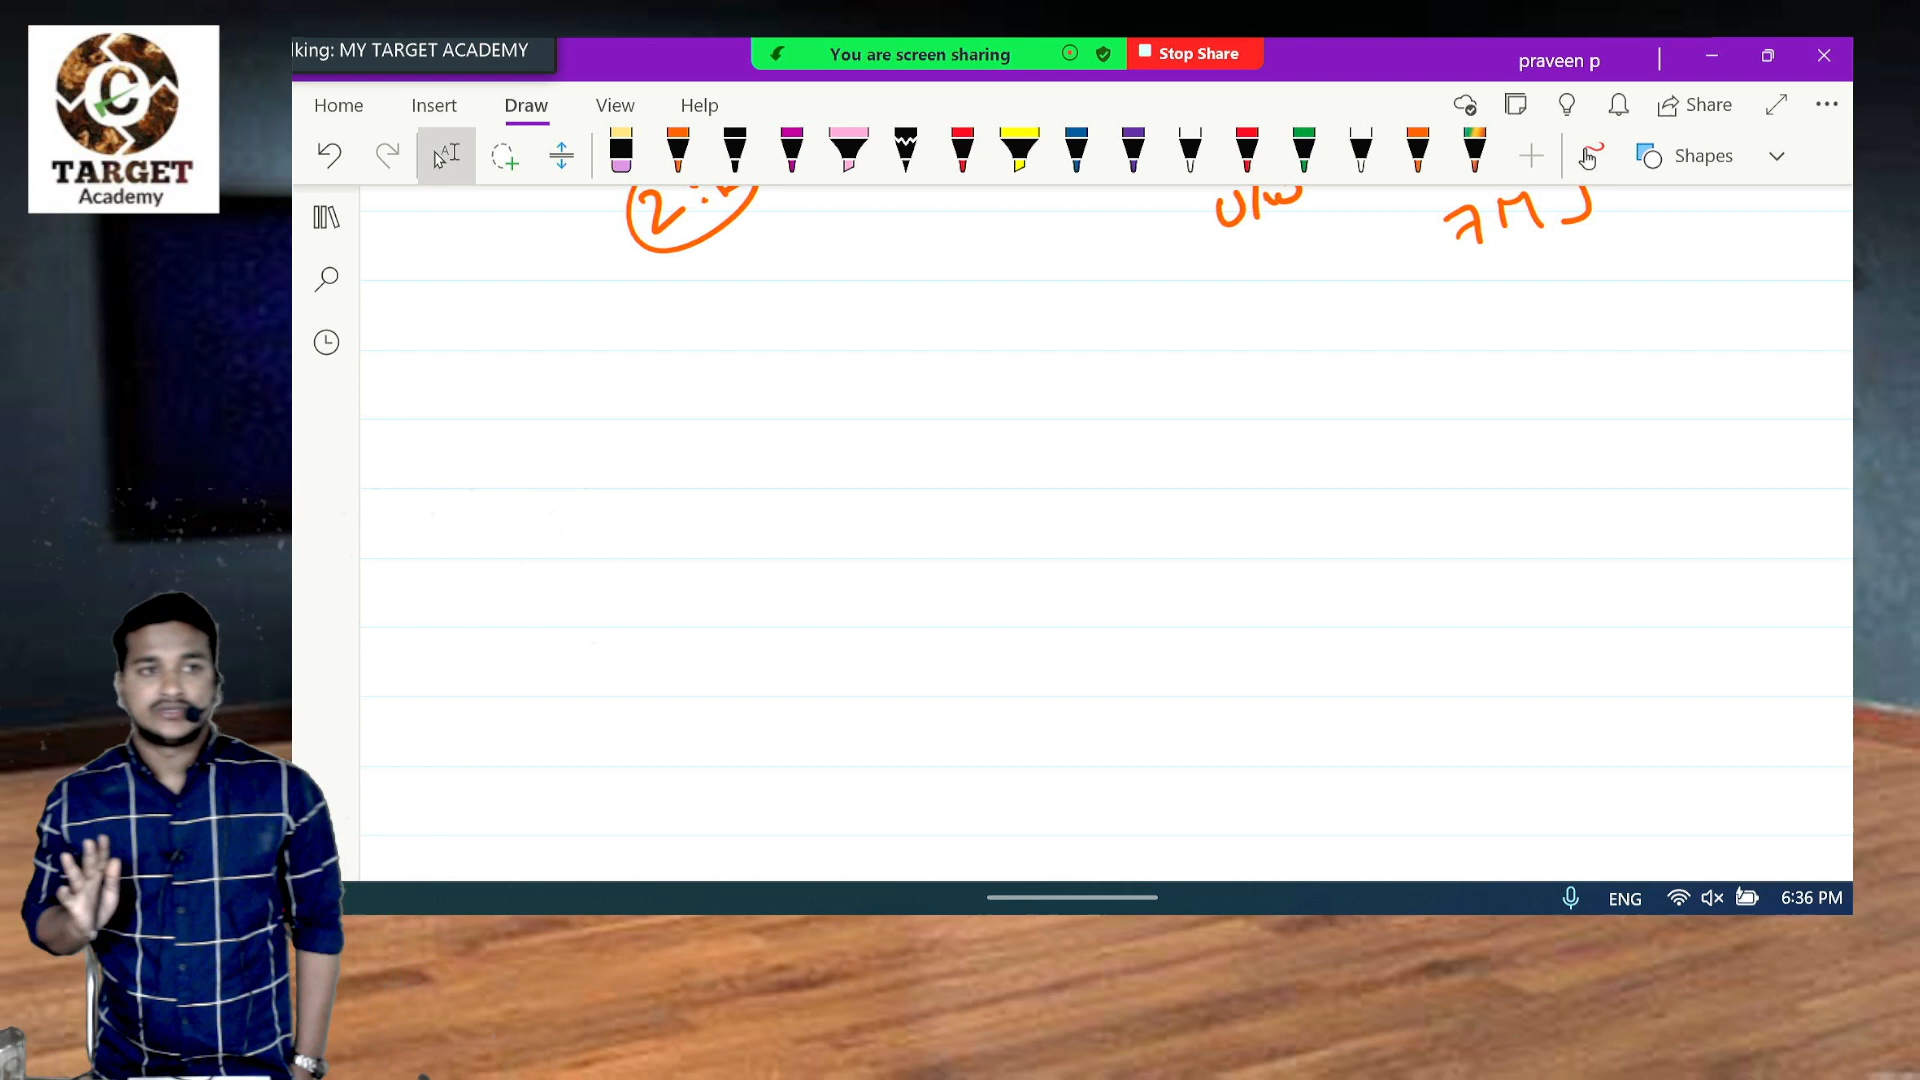 lking: MY TARGET ACADEMY
You are screen sharing
Stop Share
praveen p
TARGET
Academy
Home Insert Draw View Help
Share
Shapes
ENG
6:36 PM